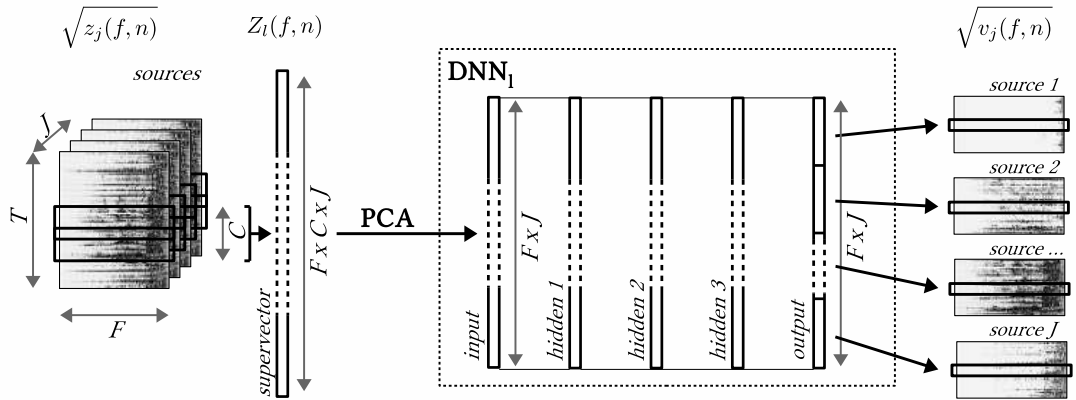 √z_j(f, n)
Z_l(f, n)
√v_j(f, n)
sources
J
T
F
C
supervector
F x C x J
PCA
DNN_l
input
F x J
hidden 1
hidden 2
hidden 3
output
F x J
source 1
source 2
source ...
source J